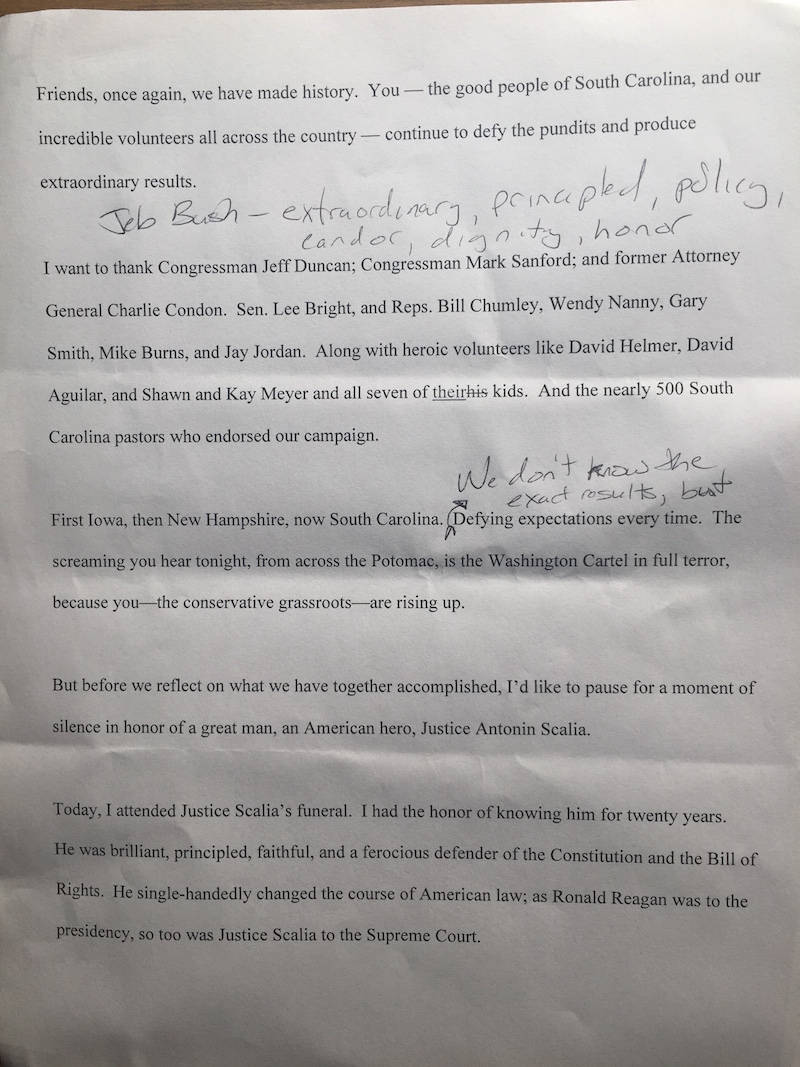 Friends, once again, we have made history. You — the good people of South Carolina, and our
incredible volunteers all across the country — continue to defy the pundits and produce
extraordinary results.
Jeb Bush – extraordinary, principled, policy,
candor, dignity, honor
I want to thank Congressman Jeff Duncan; Congressman Mark Sanford; and former Attorney
General Charlie Condon. Sen. Lee Bright, and Reps. Bill Chumley, Wendy Nanny, Gary
Smith, Mike Burns, and Jay Jordan. Along with heroic volunteers like David Helmer, David
Aguilar, and Shawn and Kay Meyer and all seven of theirhis kids. And the nearly 500 South
Carolina pastors who endorsed our campaign.
We don't know the
exact results, but
First Iowa, then New Hampshire, now South Carolina. (Defying expectations every time. The
screaming you hear tonight, from across the Potomac, is the Washington Cartel in full terror,
because you—the conservative grassroots—are rising up.
But before we reflect on what we have together accomplished, I'd like to pause for a moment of
silence in honor of a great man, an American hero, Justice Antonin Scalia.
Today, I attended Justice Scalia's funeral. I had the honor of knowing him for twenty years.
He was brilliant, principled, faithful, and a ferocious defender of the Constitution and the Bill of
Rights. He single-handedly changed the course of American law; as Ronald Reagan was to the
presidency, so too was Justice Scalia to the Supreme Court.